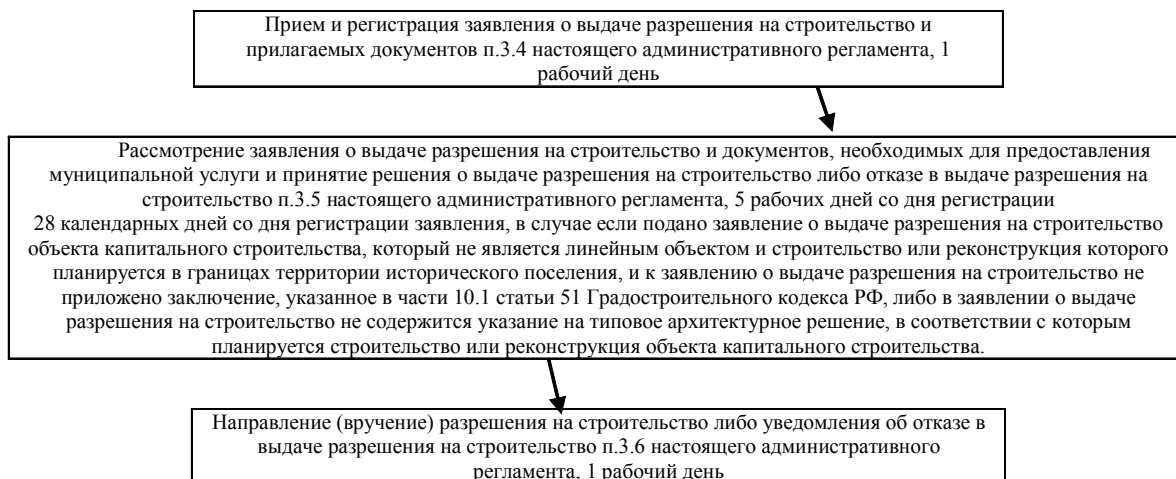 Прием и регистрация заявления о выдаче разрешения на строительство и
прилагаемых документов п.3.4 настоящего административного регламента, 1
рабочий день
Рассмотрение заявления о выдаче разрешения на строительство и документов, необходимых для предоставления
муниципальной услуги и принятие решения о выдаче разрешения на строительство либо отказе в выдаче разрешения на
строительство п.3.5 настоящего административного регламента, 5 рабочих дней со дня регистрации
28 календарных дней со дня регистрации заявления, в случае если подано заявление о выдаче разрешения на строительство
объекта капитального строительства, который не является линейным объектом и строительство или реконструкция которого
планируется в границах территории исторического поселения, и к заявлению о выдаче разрешения на строительство не
приложено заключение, указанное в части 10.1 статьи 51 Градостроительного кодекса РФ, либо в заявлении о выдаче
разрешения на строительство не содержится указание на типовое архитектурное решение, в соответствии с которым
планируется строительство или реконструкция объекта капитального строительства.
Направление (вручение) разрешения на строительство либо уведомления об отказе в
выдаче разрешения на строительство п.3.6 настоящего административного
регламента, 1 рабочий день